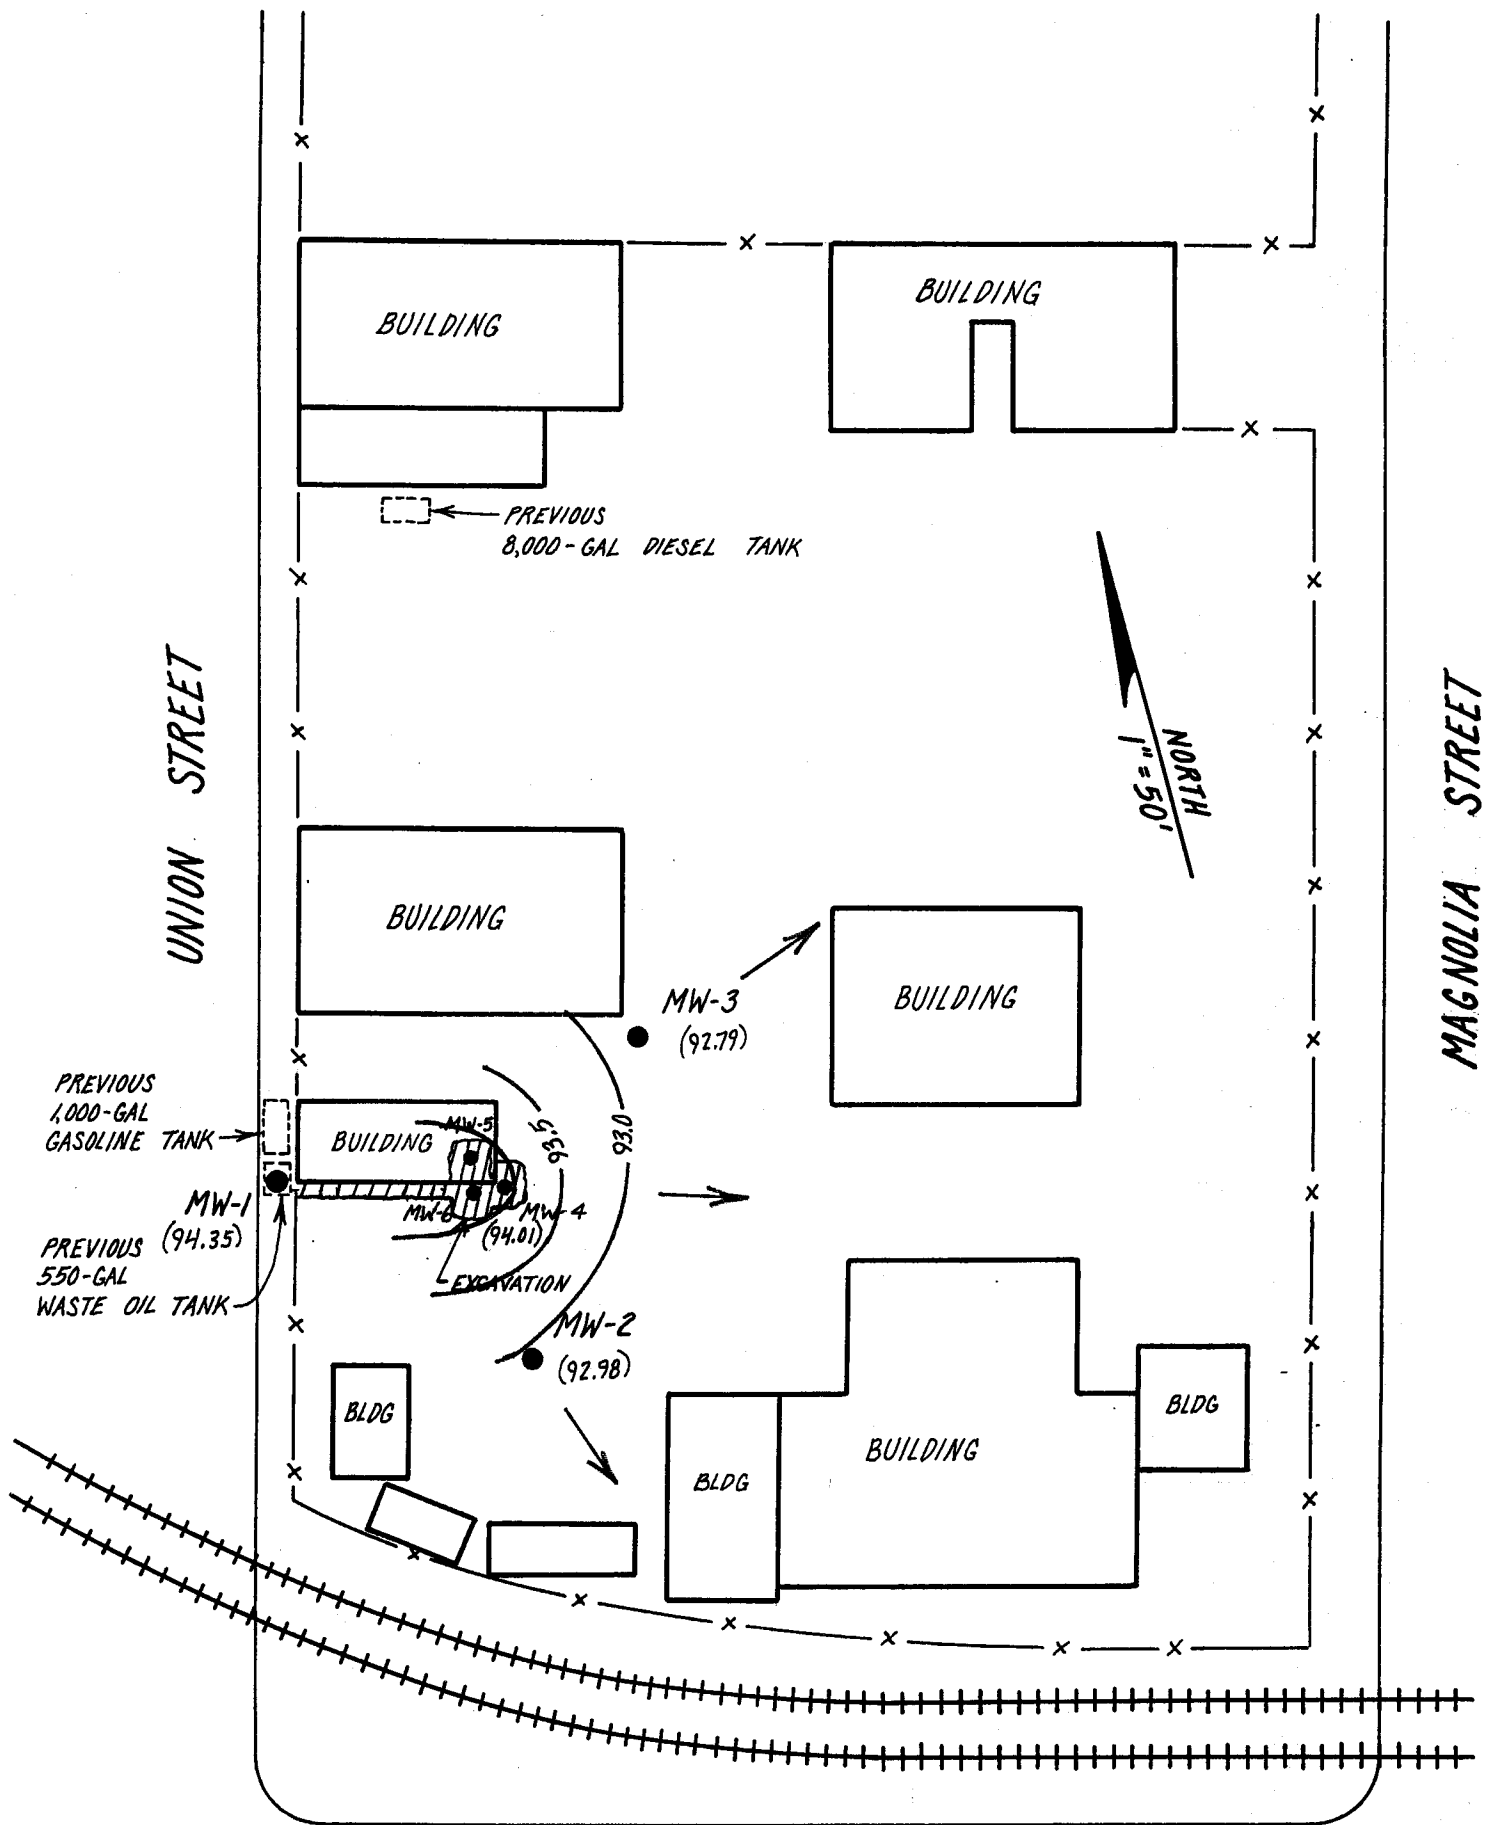 BUILDING
BUILDING
PREVIOUS
8,000-GAL DIESEL TANK
UNION STREET
MAGNOLIA STREET
NORTH
1" = 50'
BUILDING
BUILDING
MW-3
(92.79)
PREVIOUS
1,000-GAL
GASOLINE TANK
BUILDING
MW-5
93.5
93.0
MW-1
(94.35)
MW-6
MW-4
(94.01)
PREVIOUS
550-GAL
WASTE OIL TANK
EXCAVATION
MW-2
(92.98)
BLDG
BLDG
BUILDING
BLDG